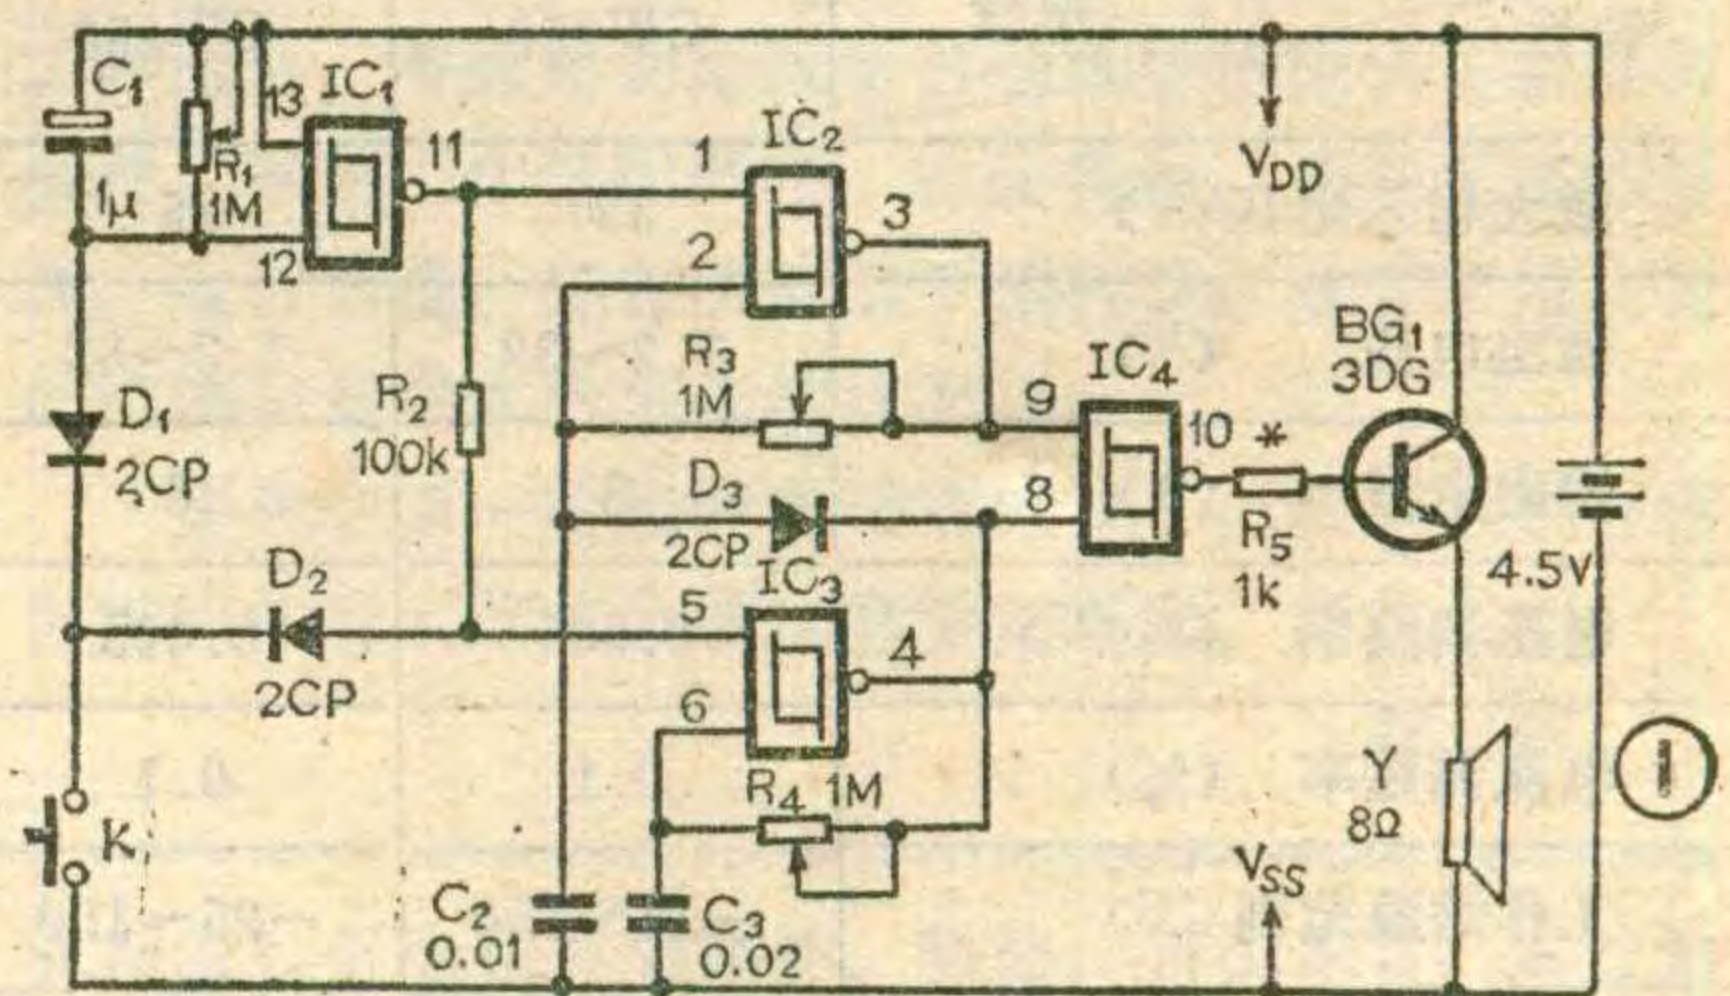 C₁
1μ
13
R₁
1M
IC₁
11
12
1
IC₂
3
2
V_DD
D₁
2CP
R₂
100k
R₃
1M
9
IC₄
10
*
BG₁
3DG
D₃
2CP
8
R₅
1k
4.5V
D₂
2CP
IC₃
5
4
6
R₄ 1M
K
C₂
0.01
C₃
0.02
V_SS
Y
8Ω
1